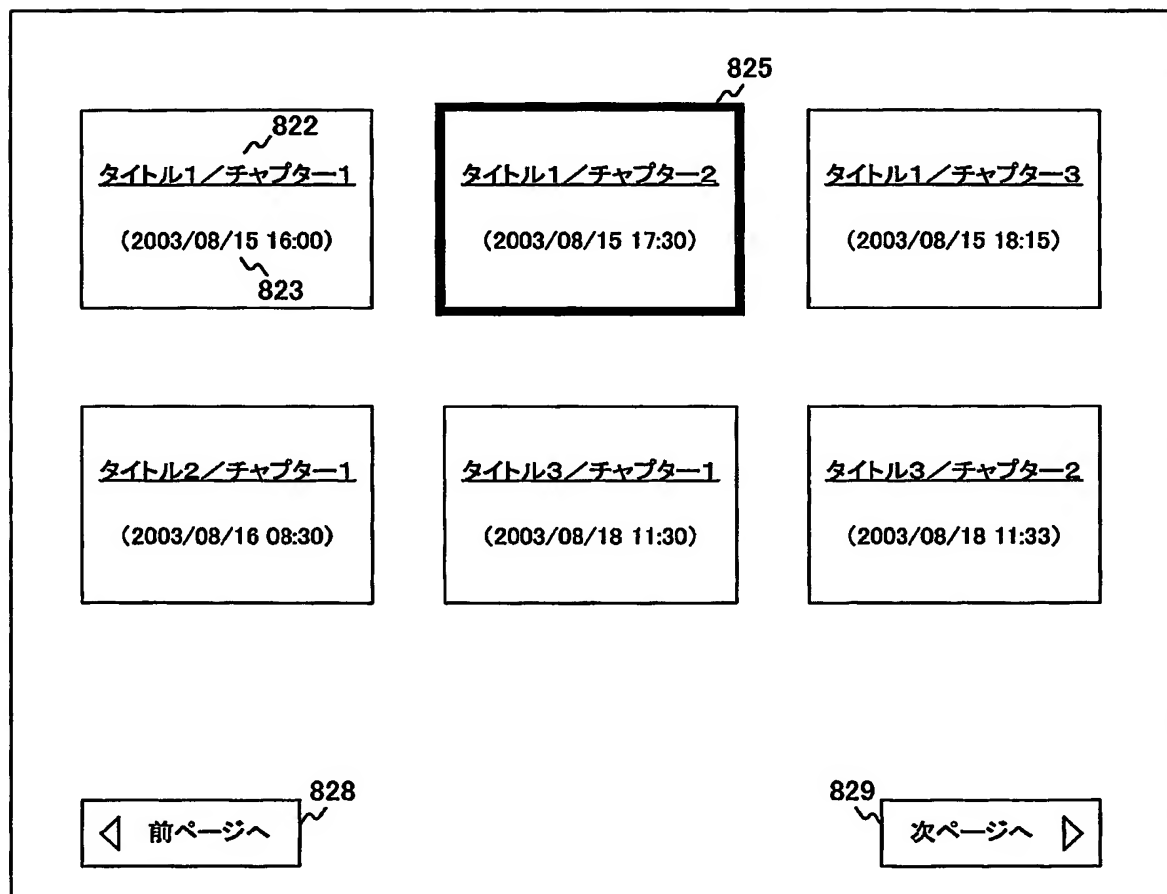 825
822
タイトル1／チャプター1
(2003/08/15 16:00)
823
タイトル1／チャプター2
(2003/08/15 17:30)
タイトル1／チャプター3
(2003/08/15 18:15)
タイトル2／チャプター1
(2003/08/16 08:30)
タイトル3／チャプター1
(2003/08/18 11:30)
タイトル3／チャプター2
(2003/08/18 11:33)
828
前ページへ
829
次ページへ